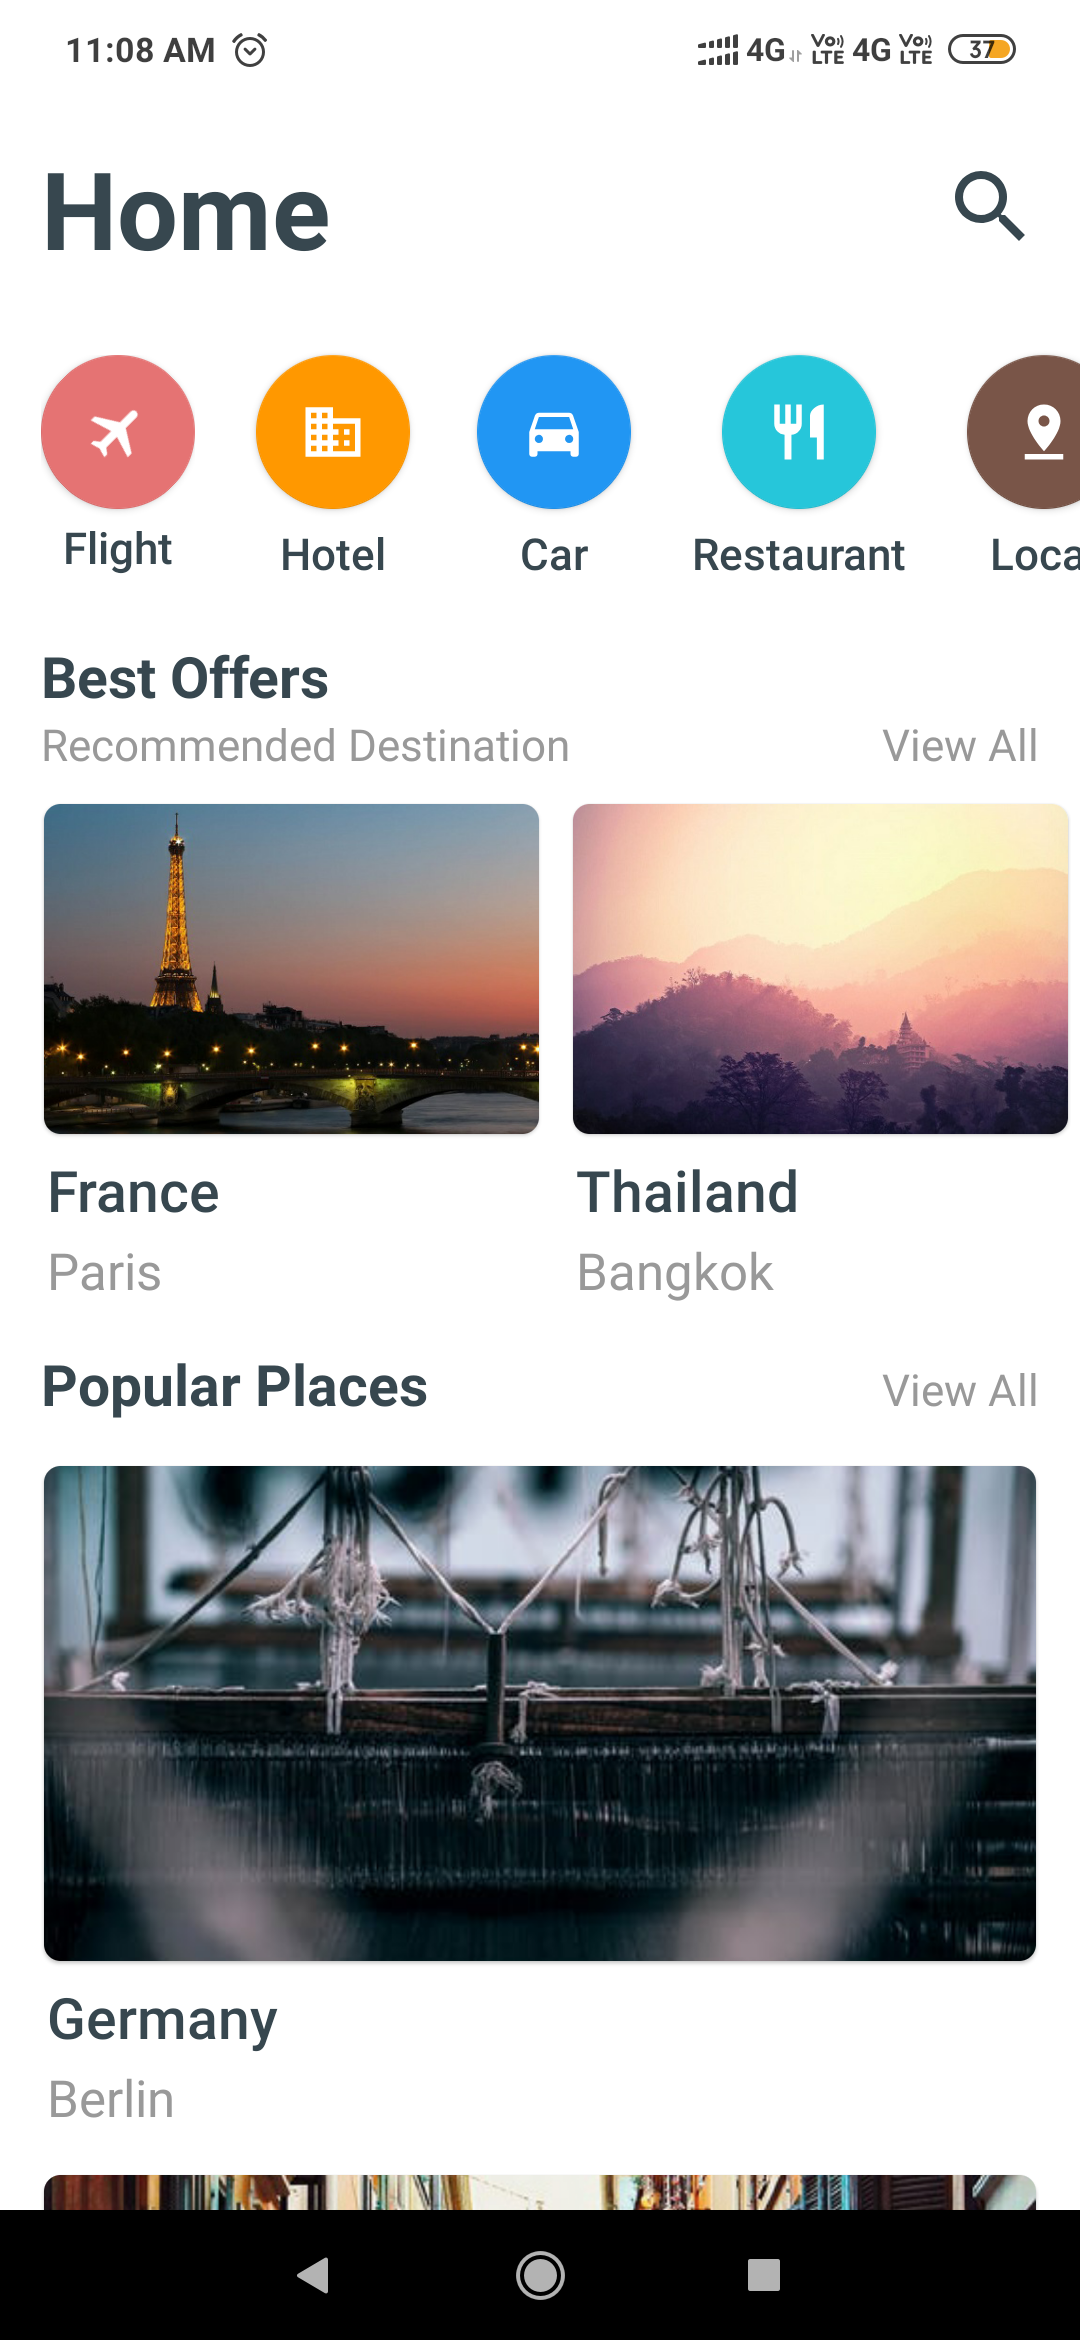 11:08 AM 4G Vo)) LTE 4G Vo)) LTE 37
Home
Flight Hotel Car Restaurant Loca
Best Offers
Recommended Destination View All
France Thailand
Paris Bangkok
Popular Places View All
Germany
Berlin